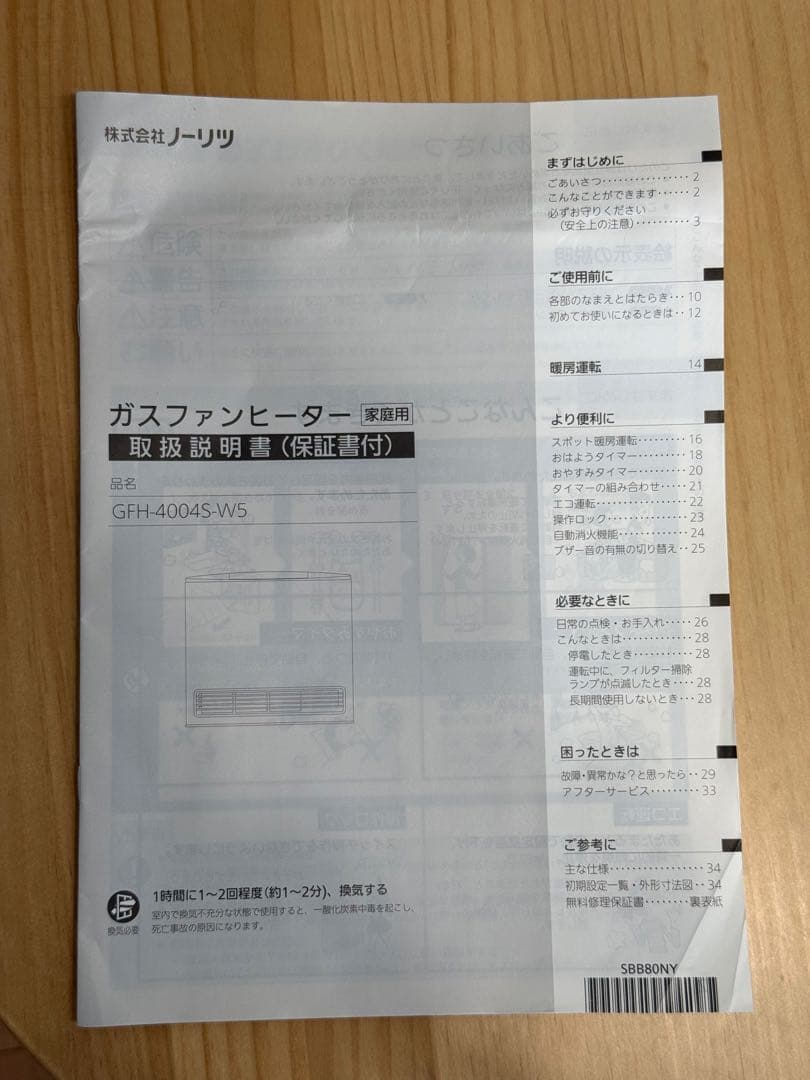 株式会社ノーリツ
ガスファンヒーター 家庭用
取扱説明書(保証書付)
品名
GFH-4004S-W5
換気必要
1時間に1~2回程度(約1~2分)、換気する
室内で換気不充分な状態で使用すると、一酸化炭素中毒を起こし、
死亡事故の原因になります。
まずはじめに
ごあいさつ・・・・・・・・・・・・・・・・2
こんなことができます・・・・・・2
必ずお守りください
(安全上の注意)・・・・・・・・・3
ご使用前に
各部のなまえとはたらき・・・10
初めてお使いになるときは・・12
暖房運転 14
より便利に
スポット暖房運転・・・・・・・・・16
おはようタイマー・・・・・・・・・18
おやすみタイマー・・・・・・・・・20
タイマーの組み合わせ・・・・・21
エコ運転・・・・・・・・・・・・・・・・22
操作ロック・・・・・・・・・・・・・・23
自動消火機能・・・・・・・・・・・・24
ブザー音の有無の切り替え・・25
必要なときに
日常の点検・お手入れ・・・・・26
こんなときは・・・・・・・・・・・・28
停電したとき・・・・・・・・・・・28
運転中に、フィルター掃除
ランプが点滅したとき・・・・28
長期間使用しないとき・・・28
困ったときは
故障・異常かな?と思ったら・・29
アフターサービス・・・・・・・・・33
ご参考に
主な仕様・・・・・・・・・・・・・・・・34
初期設定一覧・外形寸法図・・34
無料修理保証書・・・・・・・・裏表紙
SBB80NY